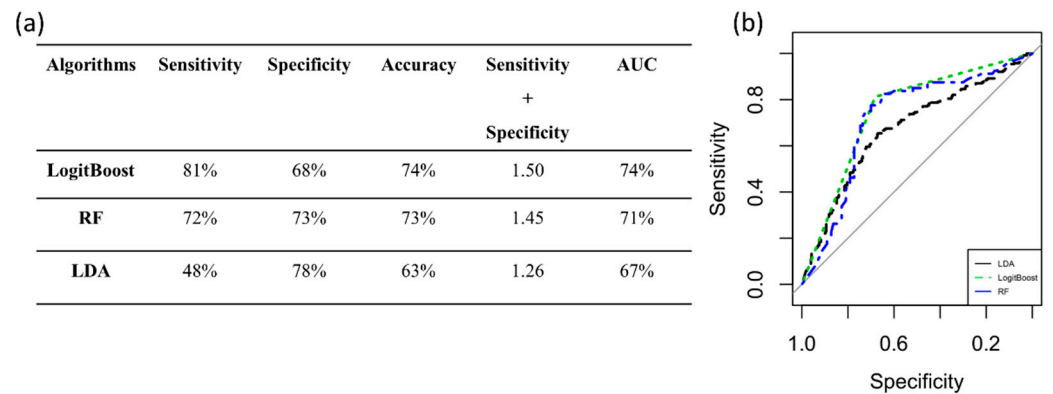 (a)
Algorithms Sensitivity Specificity Accuracy Sensitivity + Specificity AUC
LogitBoost 81% 68% 74% 1.50 74%
RF 72% 73% 73% 1.45 71%
LDA 48% 78% 63% 1.26 67%
(b)
Sensitivity
0.8
0.4
0.0
LDA
LogitBoost
RF
1.0 0.6 0.2
Specificity